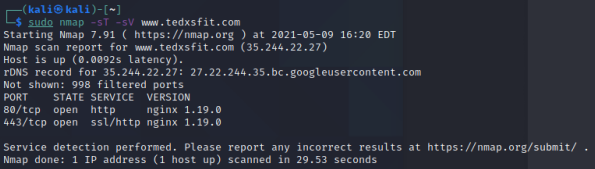 ┌──(kali㉿kali)-[~]
└─$ sudo nmap -sT -sV www.tedxsfit.com
Starting Nmap 7.91 ( https://nmap.org ) at 2021-05-09 16:20 EDT
Nmap scan report for www.tedxsfit.com (35.244.22.27)
Host is up (0.0092s latency).
rDNS record for 35.244.22.27: 27.22.244.35.bc.googleusercontent.com
Not shown: 998 filtered ports
PORT    STATE SERVICE  VERSION
80/tcp  open  http     nginx 1.19.0
443/tcp open  ssl/http nginx 1.19.0
Service detection performed. Please report any incorrect results at https://nmap.org/submit/ .
Nmap done: 1 IP address (1 host up) scanned in 29.53 seconds